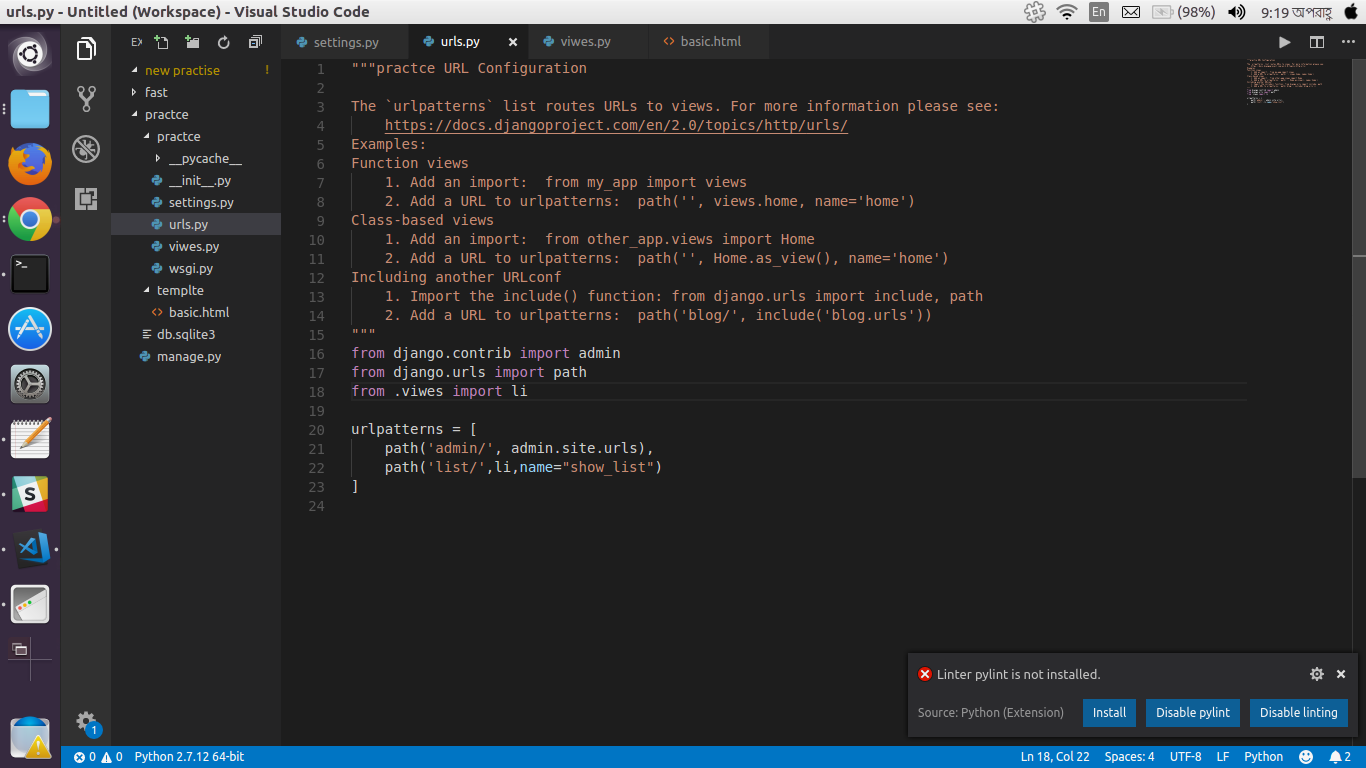 urls.py - Untitled (Workspace) - Visual Studio Code
En
(98%)
9:19 অপরাহ্ণ
EX
settings.py
urls.py
viwes.py
basic.html
new practise
!
fast
practce
practce
__pycache__
__init__.py
settings.py
urls.py
viwes.py
wsgi.py
templte
basic.html
db.sqlite3
manage.py
1 """practce URL Configuration
2
3 The `urlpatterns` list routes URLs to views. For more information please see:
4     https://docs.djangoproject.com/en/2.0/topics/http/urls/
5 Examples:
6 Function views
7     1. Add an import:  from my_app import views
8     2. Add a URL to urlpatterns:  path('', views.home, name='home')
9 Class-based views
10     1. Add an import:  from other_app.views import Home
11     2. Add a URL to urlpatterns:  path('', Home.as_view(), name='home')
12 Including another URLconf
13     1. Import the include() function: from django.urls import include, path
14     2. Add a URL to urlpatterns:  path('blog/', include('blog.urls'))
15 """
16 from django.contrib import admin
17 from django.urls import path
18 from .viwes import li
19
20 urlpatterns = [
21     path('admin/', admin.site.urls),
22     path('list/',li,name="show_list")
23 ]
24
Linter pylint is not installed.
Source: Python (Extension)
Install
Disable pylint
Disable linting
1
0
0
Python 2.7.12 64-bit
Ln 18, Col 22
Spaces: 4
UTF-8
LF
Python
2